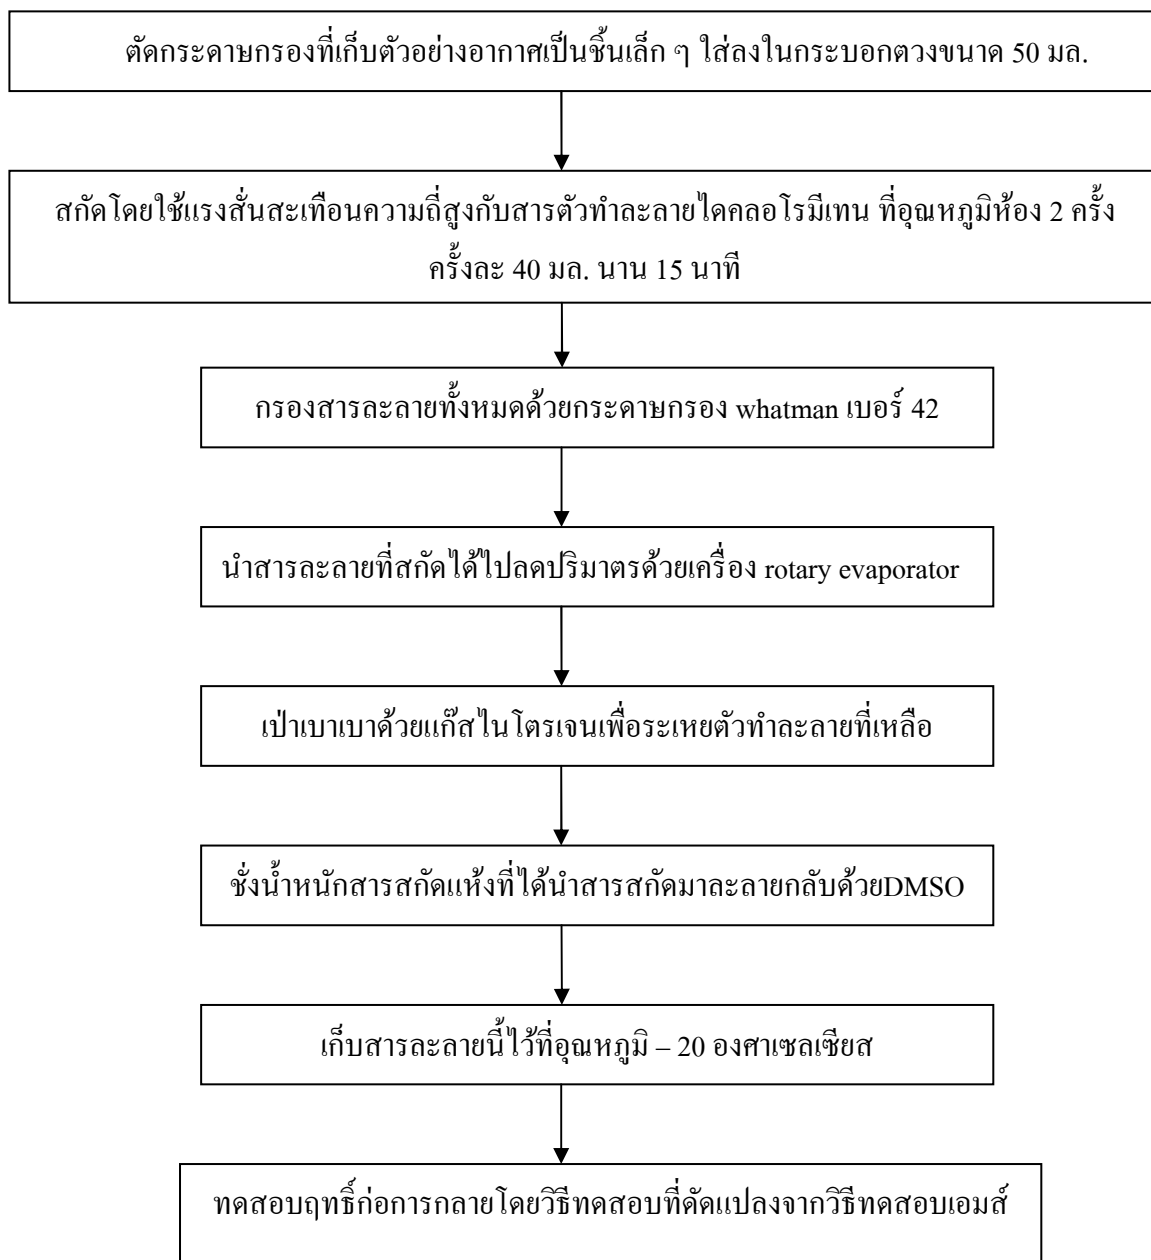 ตัดกระดาษกรองที่เก็บตัวอย่างอากาศเป็นชิ้นเล็ก ๆ ใส่ลงในกระบอกตวงขนาด 50 มล.
สกัดโดยใช้แรงสั่นสะเทือนความถี่สูงกับสารตัวทำละลายไดคลอโรมีเทน ที่อุณหภูมิห้อง 2 ครั้ง
ครั้งละ 40 มล. นาน 15 นาที
กรองสารละลายทั้งหมดด้วยกระดาษกรอง whatman เบอร์ 42
นำสารละลายที่สกัดได้ไปลดปริมาตรด้วยเครื่อง rotary evaporator
เป่าเบาเบาด้วยแก๊สไนโตรเจนเพื่อระเหยตัวทำละลายที่เหลือ
ชั่งน้ำหนักสารสกัดแห้งที่ได้นำสารสกัดมาละลายกลับด้วยDMSO
เก็บสารละลายนี้ไว้ที่อุณหภูมิ – 20 องศาเซลเซียส
ทดสอบฤทธิ์ก่อการกลายโดยวิธีทดสอบที่ดัดแปลงจากวิธีทดสอบเอมส์